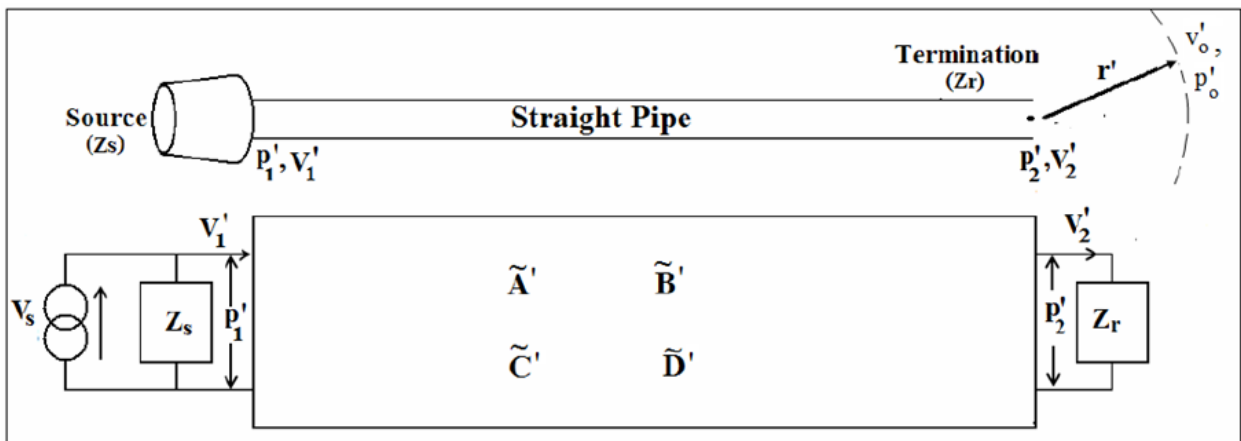 Termination
(Zr)
r'
v'o ,
p'o
Source
(Zs)
Straight Pipe
p'1, V'1
p'2, V'2
V'1
V'2
Vs
Zs
p'1
Ã'
B̃'
C̃'
D̃'
p'2
Zr